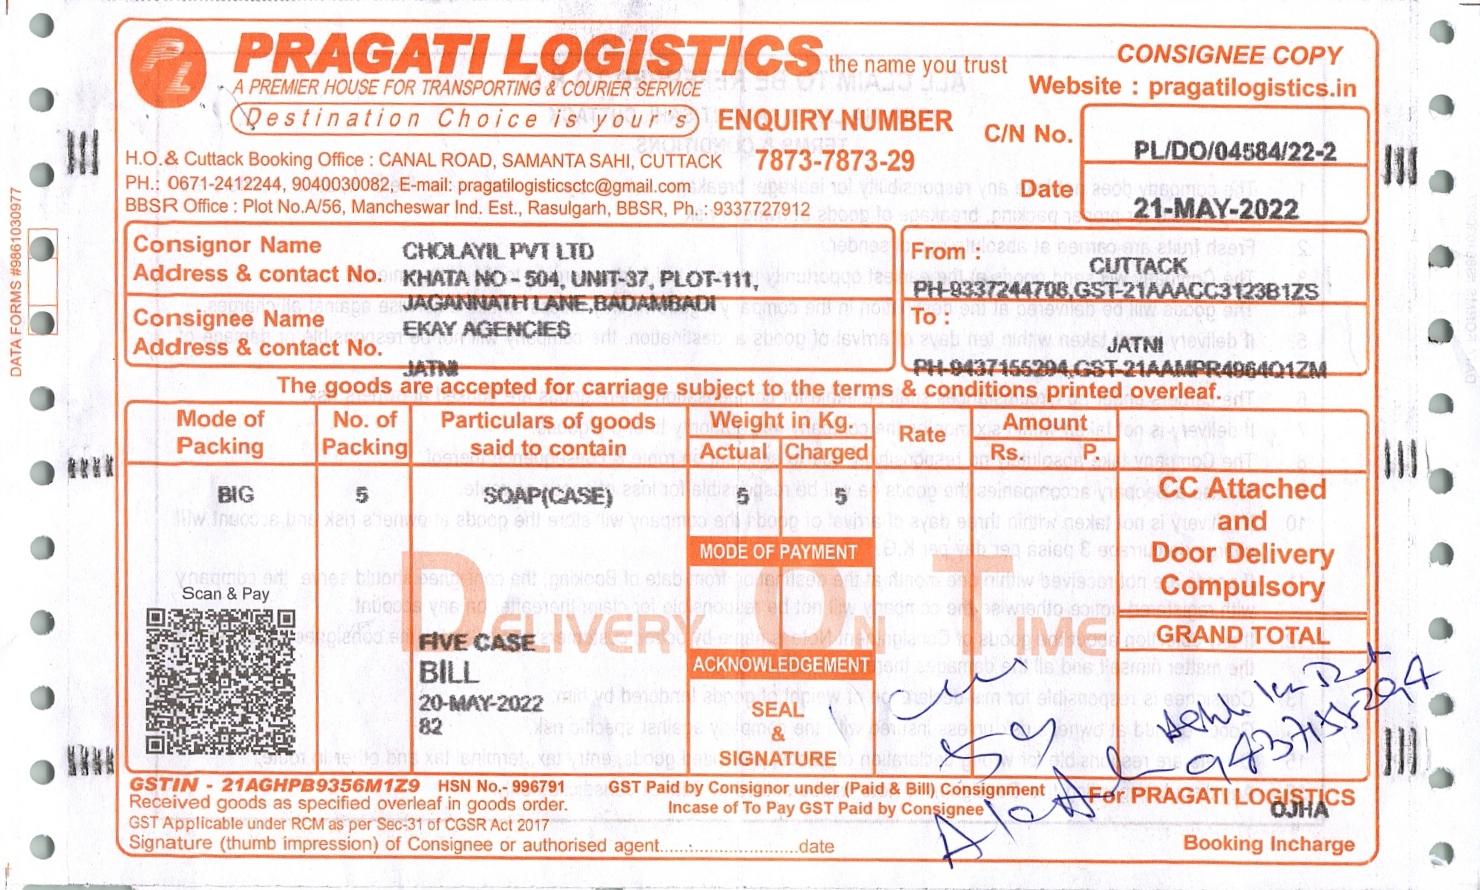 PRAGATI LOGISTICS the name you trust
CONSIGNEE COPY
A PREMIER HOUSE FOR TRANSPORTING & COURIER SERVICE
Website : pragatilogistics.in
Destination Choice is your's
ENQUIRY NUMBER
7873-7873-29
C/N No. PL/DO/04584/22-2
Date 21-MAY-2022
H.O.& Cuttack Booking Office : CANAL ROAD, SAMANTA SAHI, CUTTACK
PH.: 0671-2412244, 9040030082, E-mail: pragatilogisticsctc@gmail.com
BBSR Office : Plot No.A/56, Mancheswar Ind. Est., Rasulgarh, BBSR, Ph.: 9337727912
DATA FORMS #9861030977
Consignor Name CHOLAYIL PVT LTD
Address & contact No. KHATA NO - 504, UNIT-37, PLOT-111,
JAGANNATH LANE,BADAMBADI
From : CUTTACK
PH-9337244708,GST-21AAACC3123B1ZS
Consignee Name EKAY AGENCIES
Address & contact No.
JATNI
To :
JATNI
PH-9437155294,GST-21AAMPR4964Q1ZM
The goods are accepted for carriage subject to the terms & conditions printed overleaf.
Mode of Packing No. of Packing Particulars of goods said to contain Weight in Kg. Actual Charged Rate Amount Rs. P.
BIG 5 SOAP(CASE) 5 5
CC Attached
and
Door Delivery
Compulsory
MODE OF PAYMENT
DELIVERY ON TIME
Scan & Pay
GRAND TOTAL
FIVE CASE
BILL
20-MAY-2022
82
ACKNOWLEDGEMENT
SEAL
&
SIGNATURE
9437155294
GSTIN - 21AGHPB9356M1Z9 HSN No.- 996791 GST Paid by Consignor under (Paid & Bill) Consignment
Received goods as specified overleaf in goods order. Incase of To Pay GST Paid by Consignee
For PRAGATI LOGISTICS
OJHA
GST Applicable under RCM as per Sec-31 of CGSR Act 2017
Signature (thumb impression) of Consignee or authorised agent..............................date
Booking Incharge